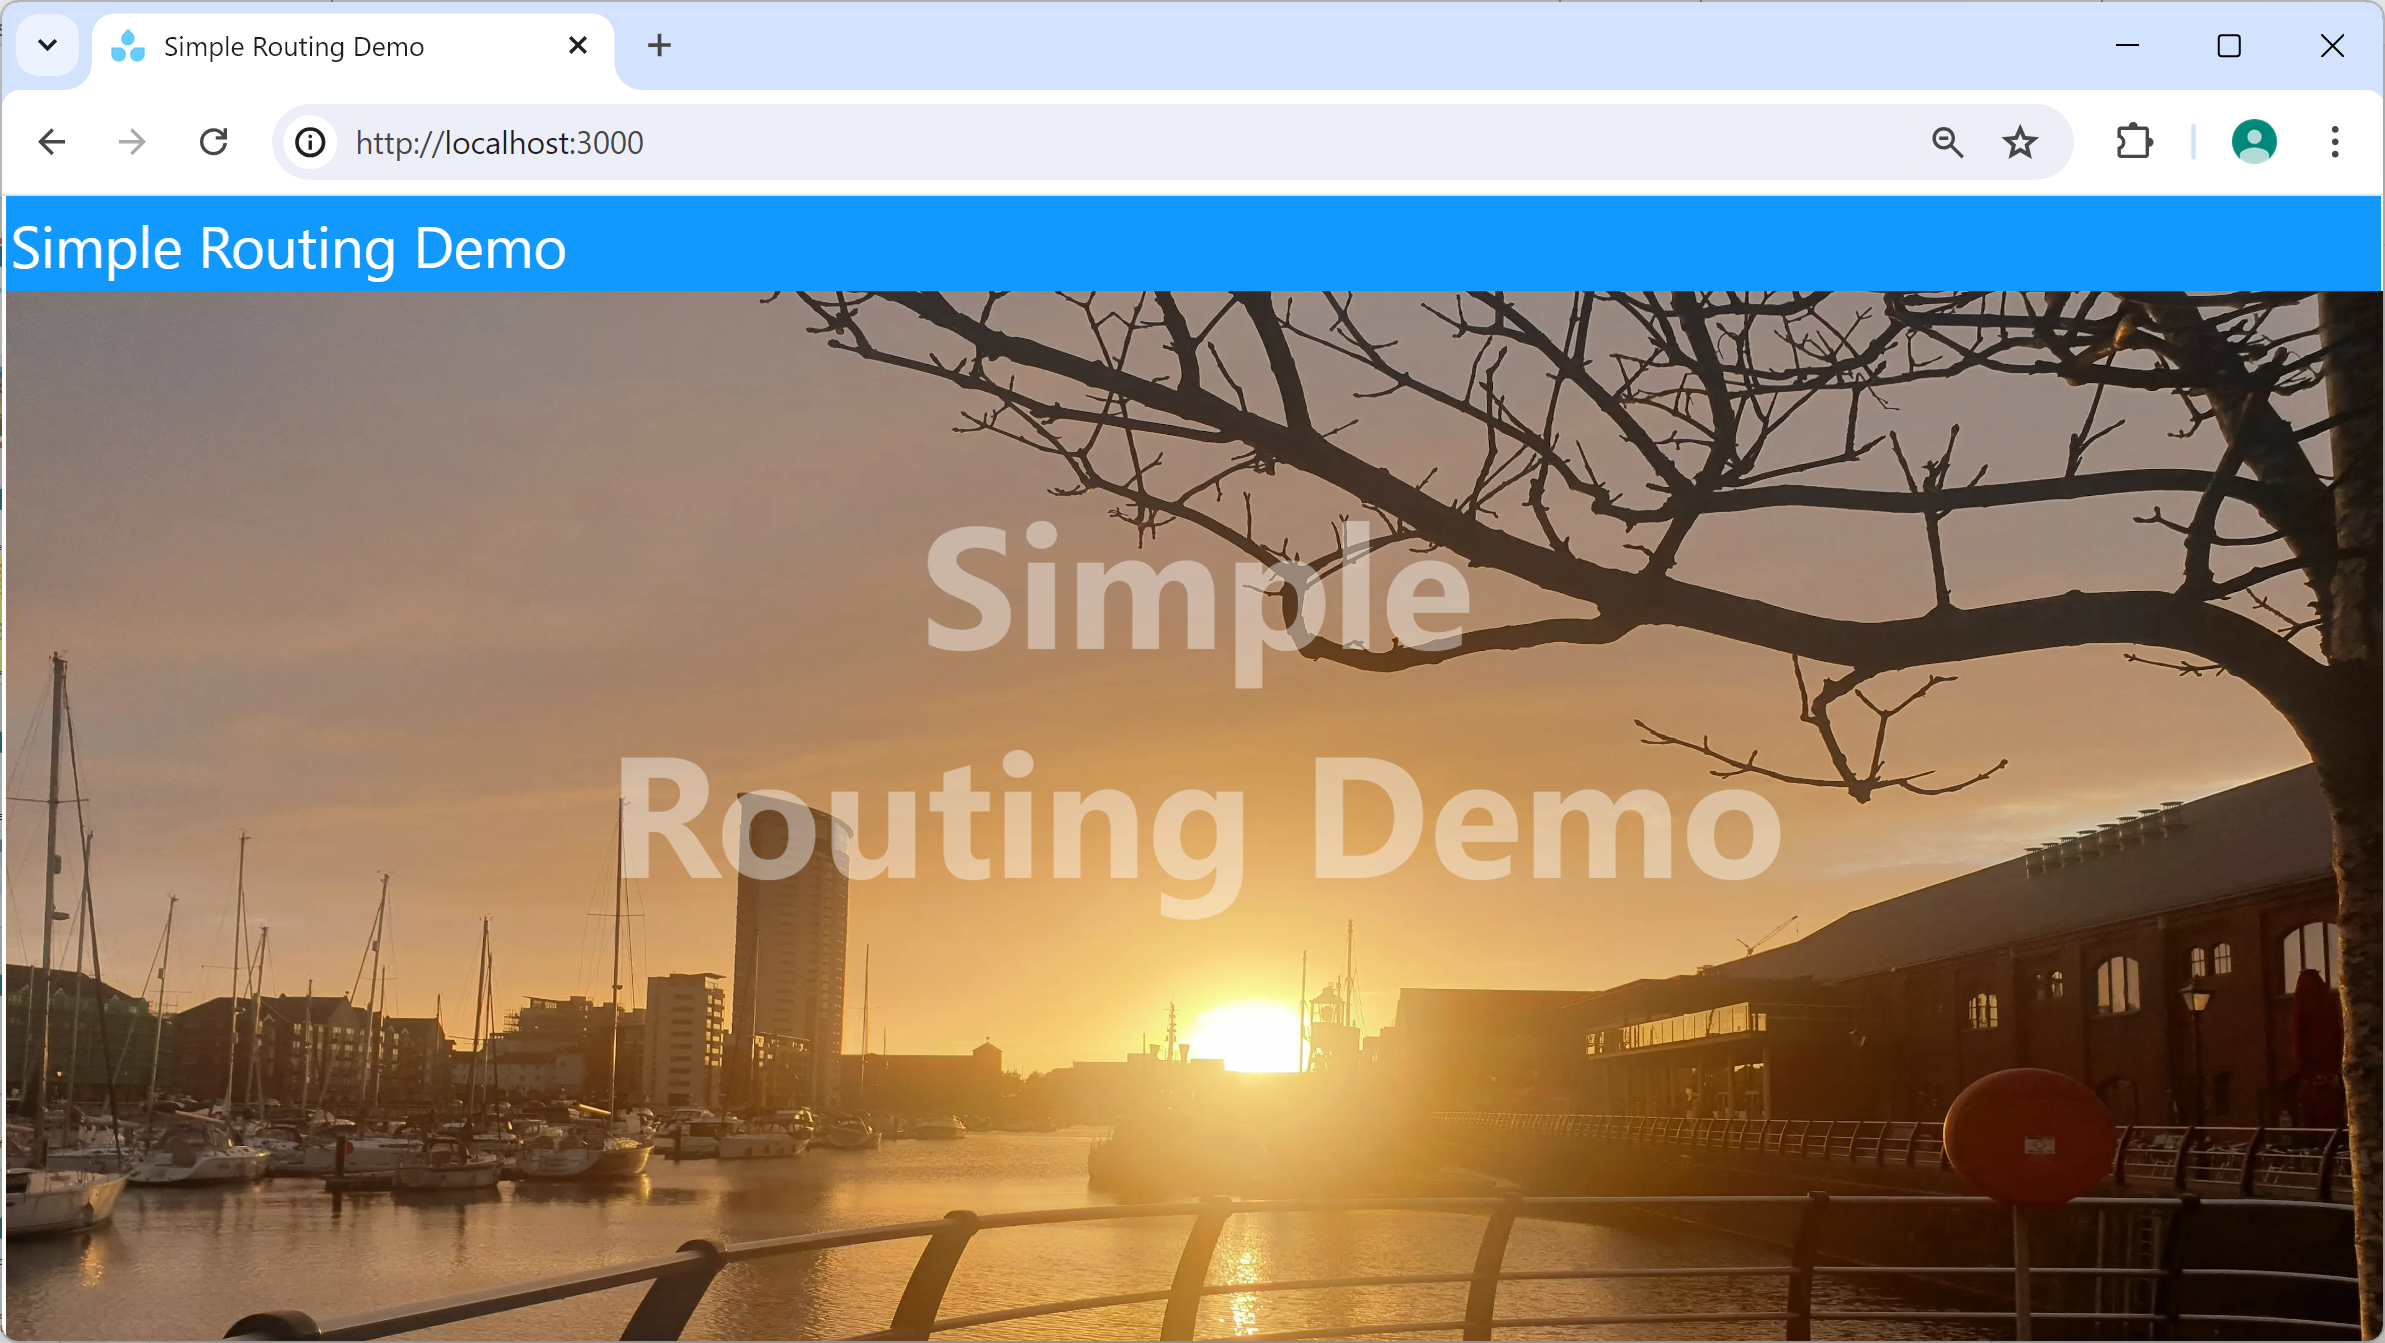 Simple Routing Demo
http://localhost:3000
Simple Routing Demo
Simple
Routing Demo